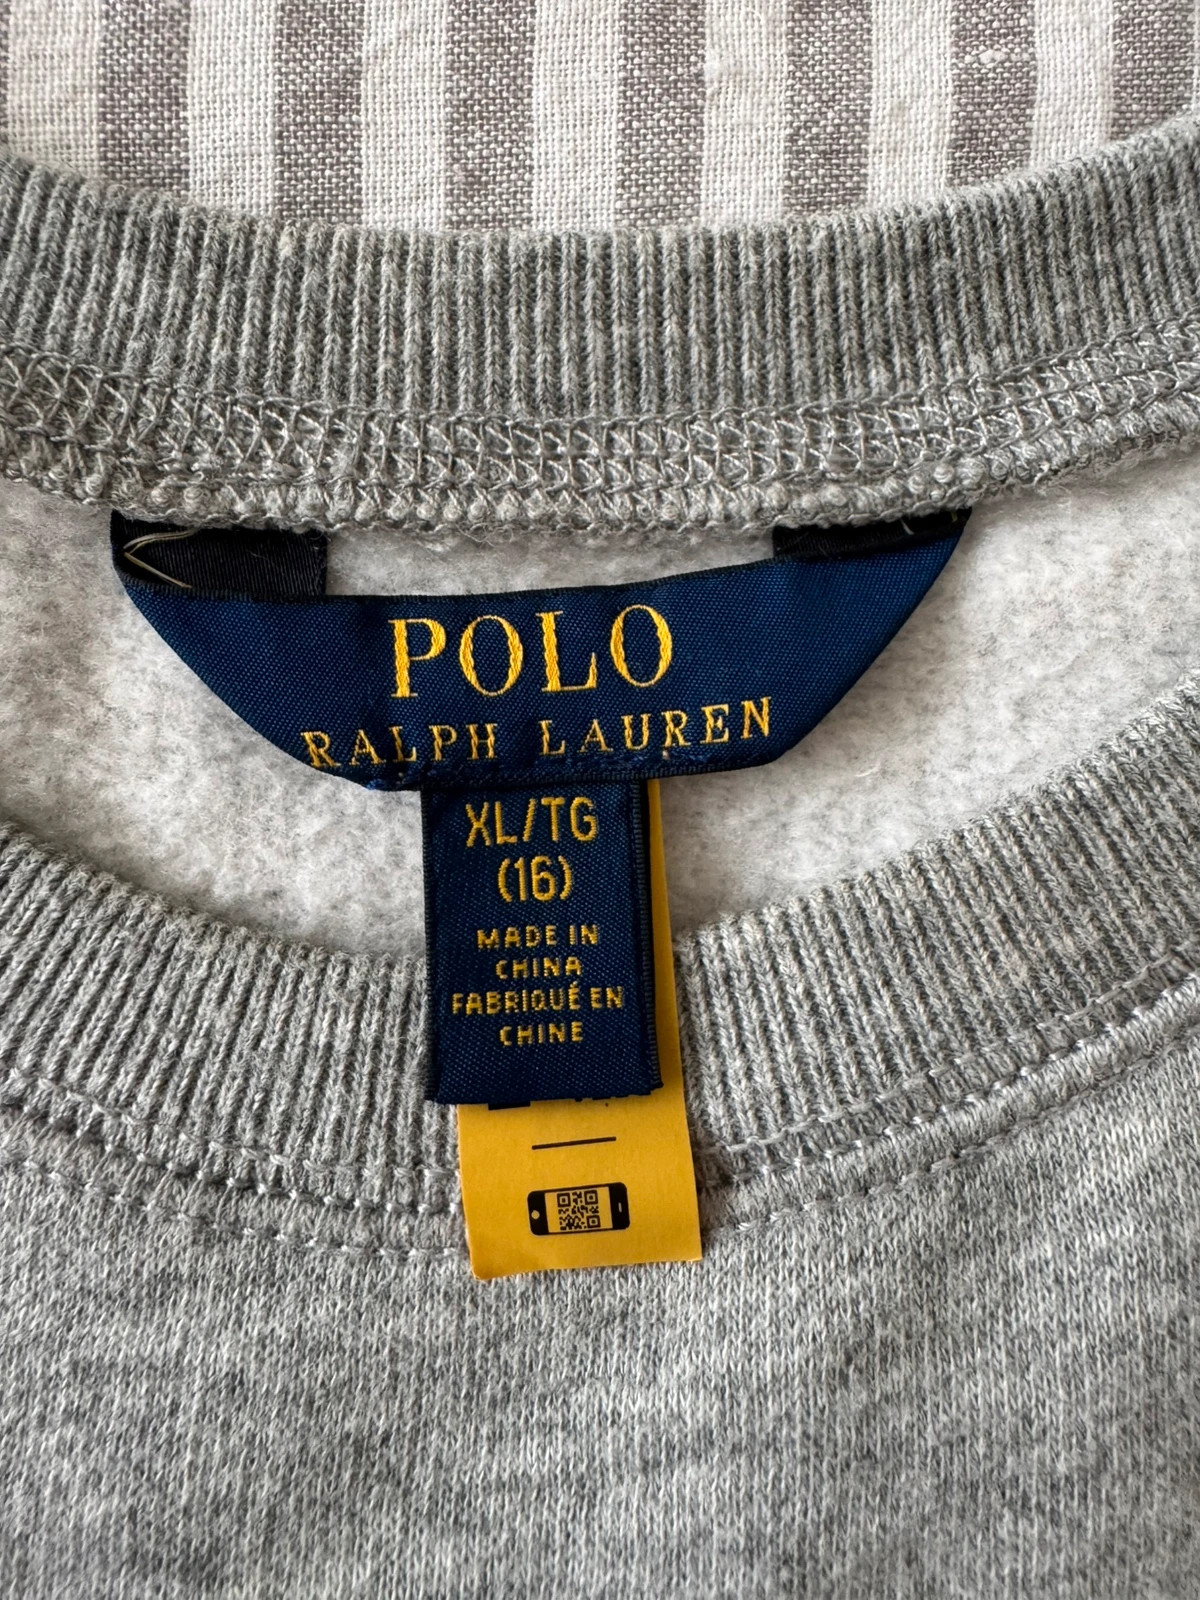 POLO
RALPH LAUREN
XL/TG
(16)
MADE IN
CHINA
FABRIQUÉ EN
CHINE